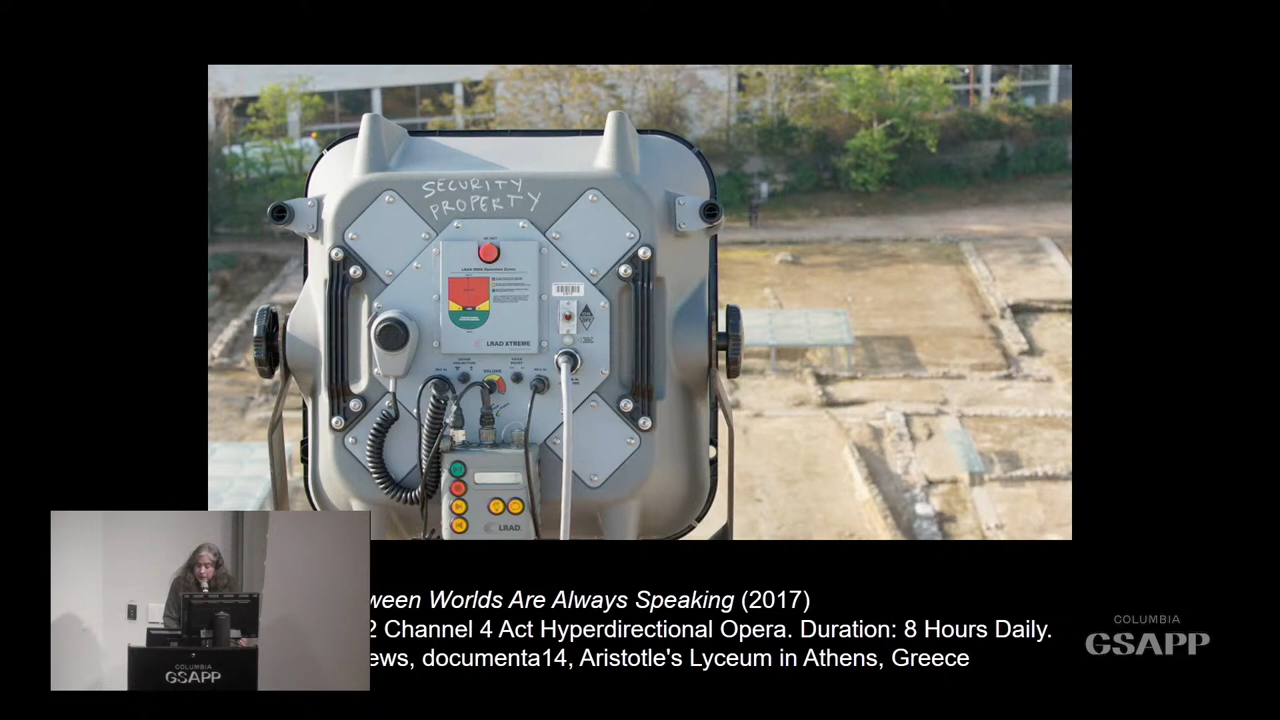 SECURITY
PROPERTY
LRAD XTREME
VOLUME
LRAD.
ween Worlds Are Always Speaking (2017)
2 Channel 4 Act Hyperdirectional Opera. Duration: 8 Hours Daily.
ews, documenta14, Aristotle's Lyceum in Athens, Greece
COLUMBIA
GSAPP
COLUMBIA
GSAPP